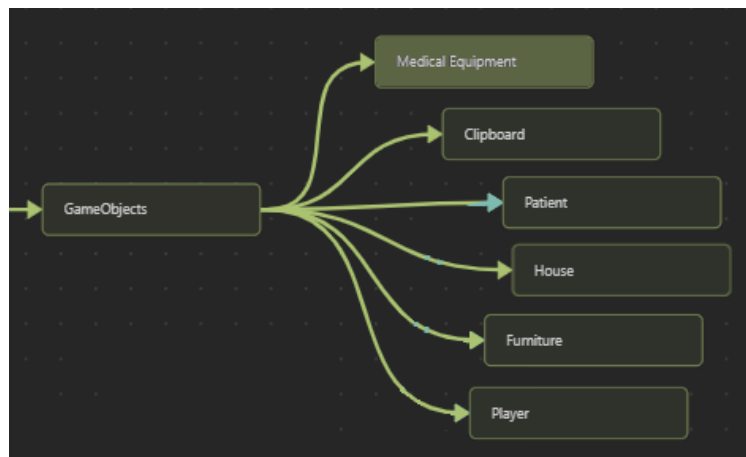 Medical Equipment
Clipboard
Patient
GameObjects
House
Furniture
Player